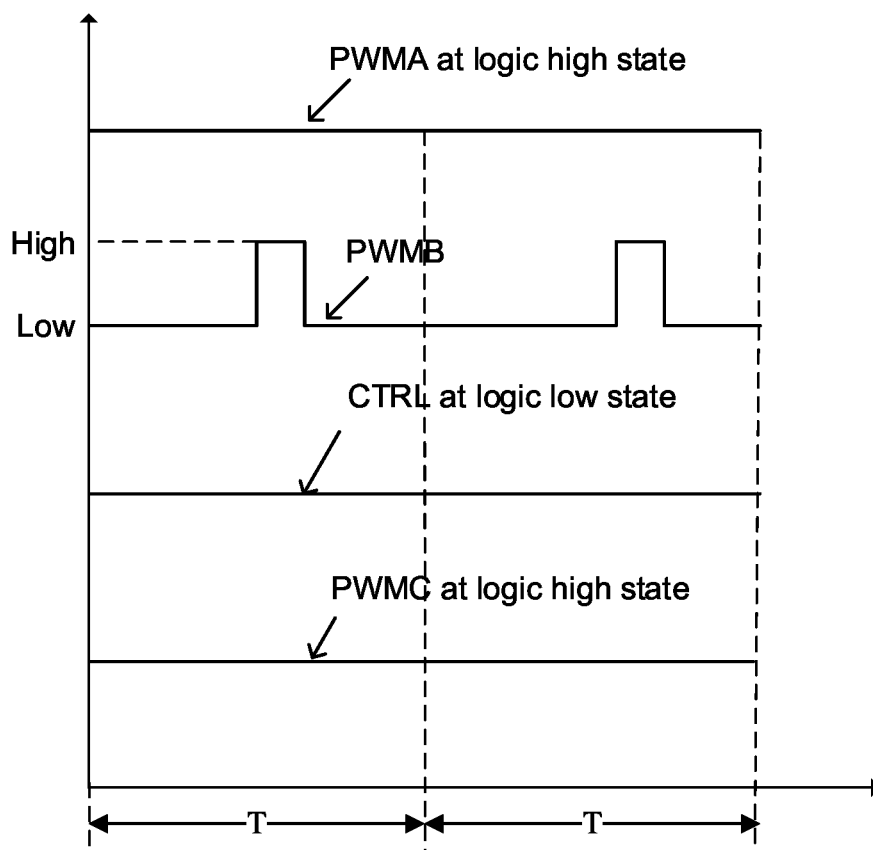 PWMA at logic high state
High
PWMB
Low
CTRL at logic low state
PWMC at logic high state
T
T